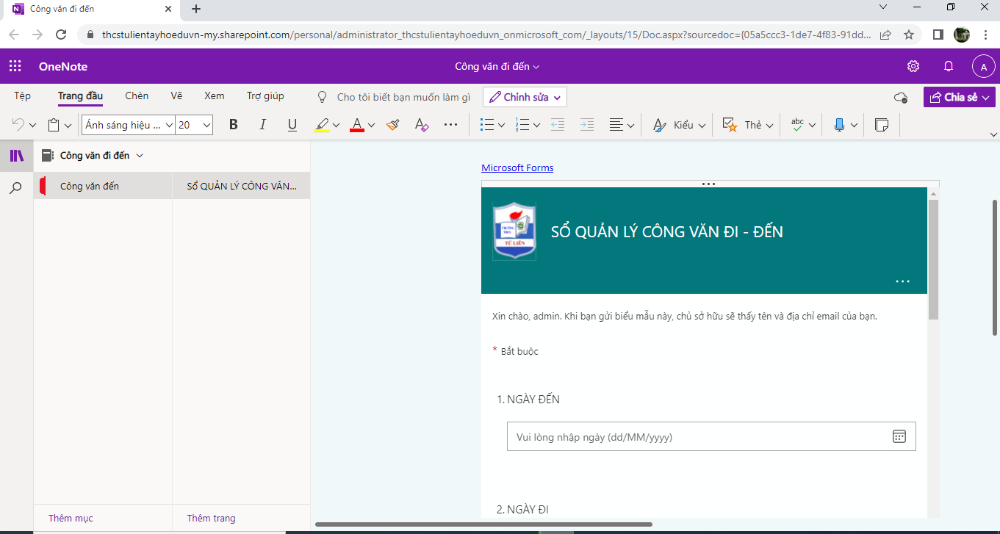 Công văn đi đến
thcstulientayhoeduvn-my.sharepoint.com/personal/administrator_thcstulientayhoeduvn_onmicrosoft_com/_layouts/15/Doc.aspx?sourcedoc={05a5ccc3-1de7-4f83-91dd...
OneNote
Công văn đi đến
A
Tệp
Trang đầu
Chèn
Vẽ
Xem
Trợ giúp
Cho tôi biết bạn muốn làm gì
Chỉnh sửa
Chia sẻ
Ánh sáng hiệu ...
20
B
I
U
A
A
Kiểu
Thẻ
abc
Công văn đi đến
Công văn đến
SỔ QUẢN LÝ CÔNG VĂN...
Microsoft Forms
TRƯỜNG
THCS
TỨ LIÊN
SỔ QUẢN LÝ CÔNG VĂN ĐI - ĐẾN
Xin chào, admin. Khi bạn gửi biểu mẫu này, chủ sở hữu sẽ thấy tên và địa chỉ email của bạn.
* Bắt buộc
1. NGÀY ĐẾN
Vui lòng nhập ngày (dd/MM/yyyy)
2. NGÀY ĐI
Thêm mục
Thêm trang